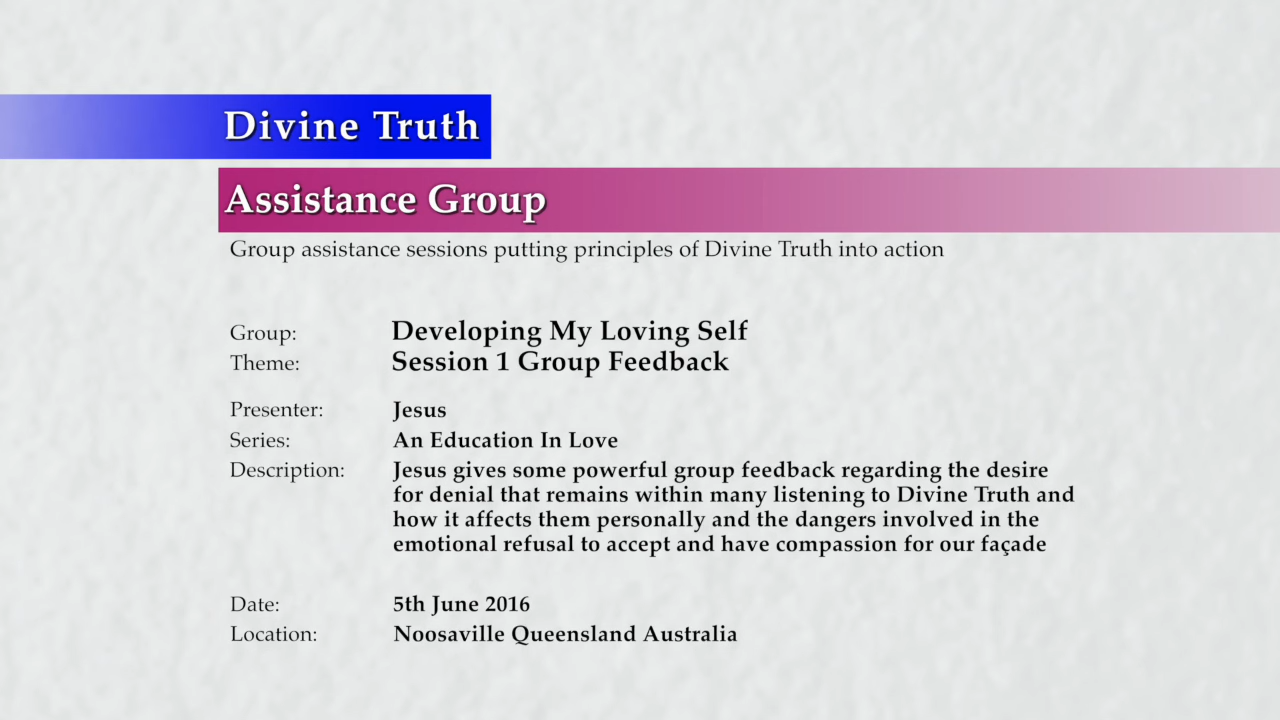 Divine Truth
Assistance Group
Group assistance sessions putting principles of Divine Truth into action
Group: Developing My Loving Self
Theme: Session 1 Group Feedback
Presenter: Jesus
Series: An Education In Love
Description: Jesus gives some powerful group feedback regarding the desire
for denial that remains within many listening to Divine Truth and
how it affects them personally and the dangers involved in the
emotional refusal to accept and have compassion for our façade
Date: 5th June 2016
Location: Noosaville Queensland Australia